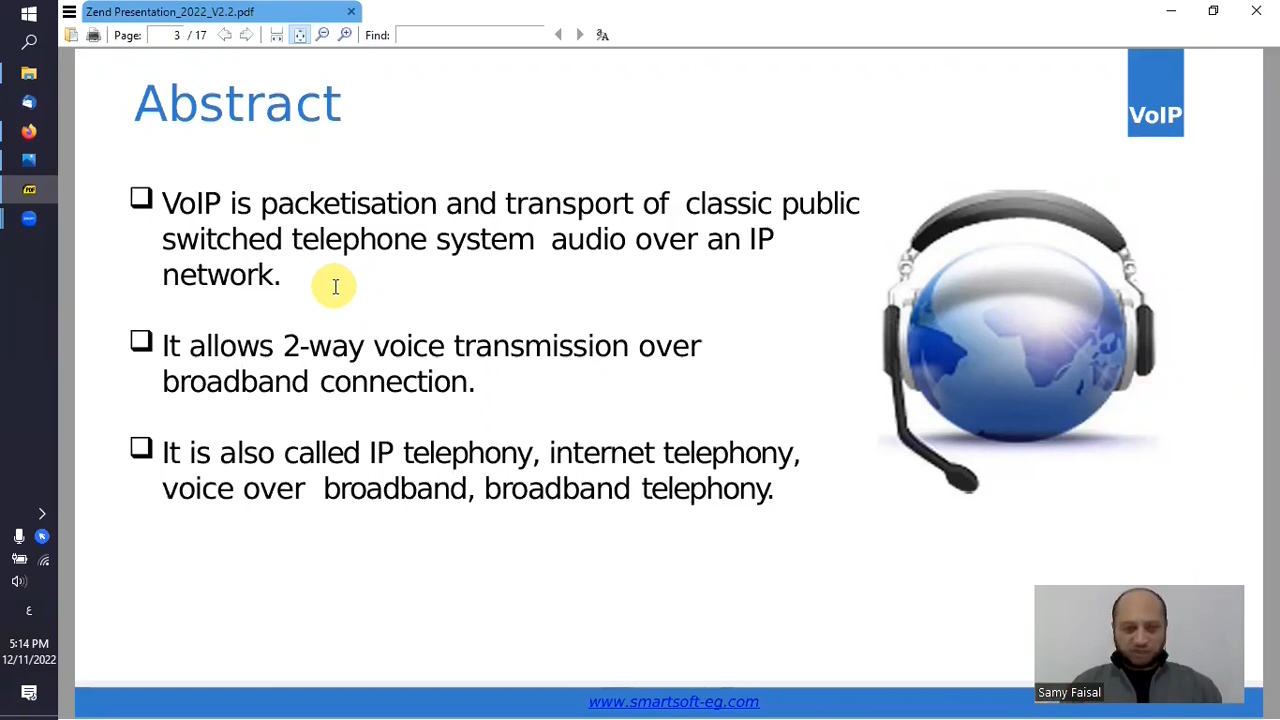 Zend Presentation_2022_V2.2.pdf
Page: 3 / 17 Find:
Abstract
VoIP
VoIP is packetisation and transport of classic public
switched telephone system audio over an IP
network.
It allows 2-way voice transmission over
broadband connection.
It is also called IP telephony, internet telephony,
voice over broadband, broadband telephony.
ع
5:14 PM
12/11/2022
Samy Faisal
www.smartsoft-eg.com